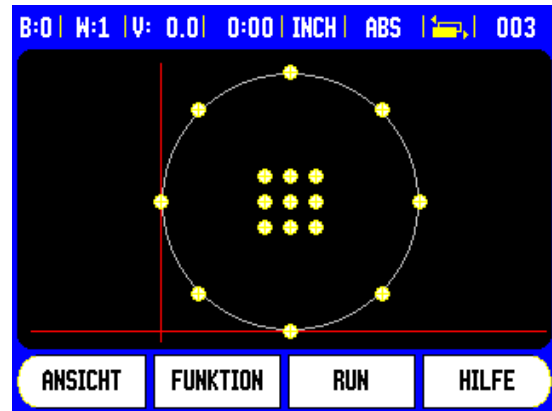 B:0| W:1 |V: 0.0| 0:00| INCH| ABS | | 003
ANSICHT FUNKTION RUN HILFE